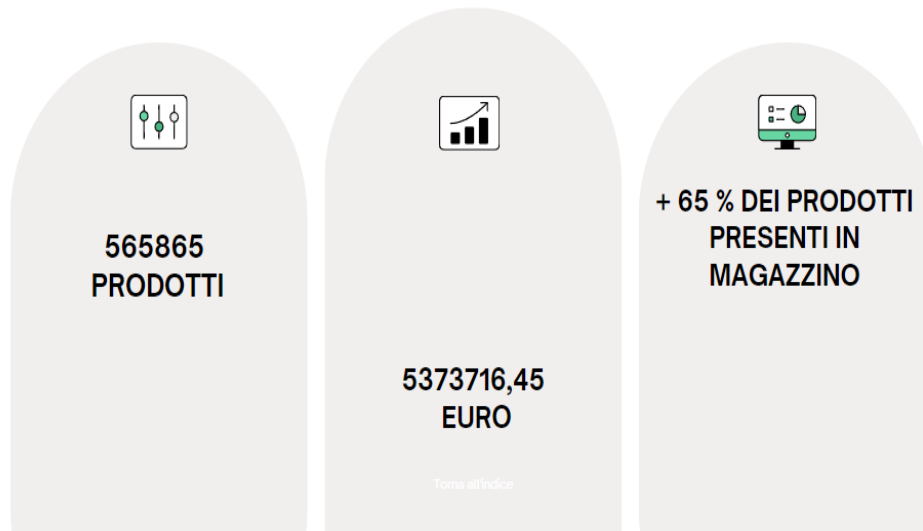 565865
PRODOTTI
5373716,45
EURO
Torna all'indice
+ 65 % DEI PRODOTTI
PRESENTI IN
MAGAZZINO